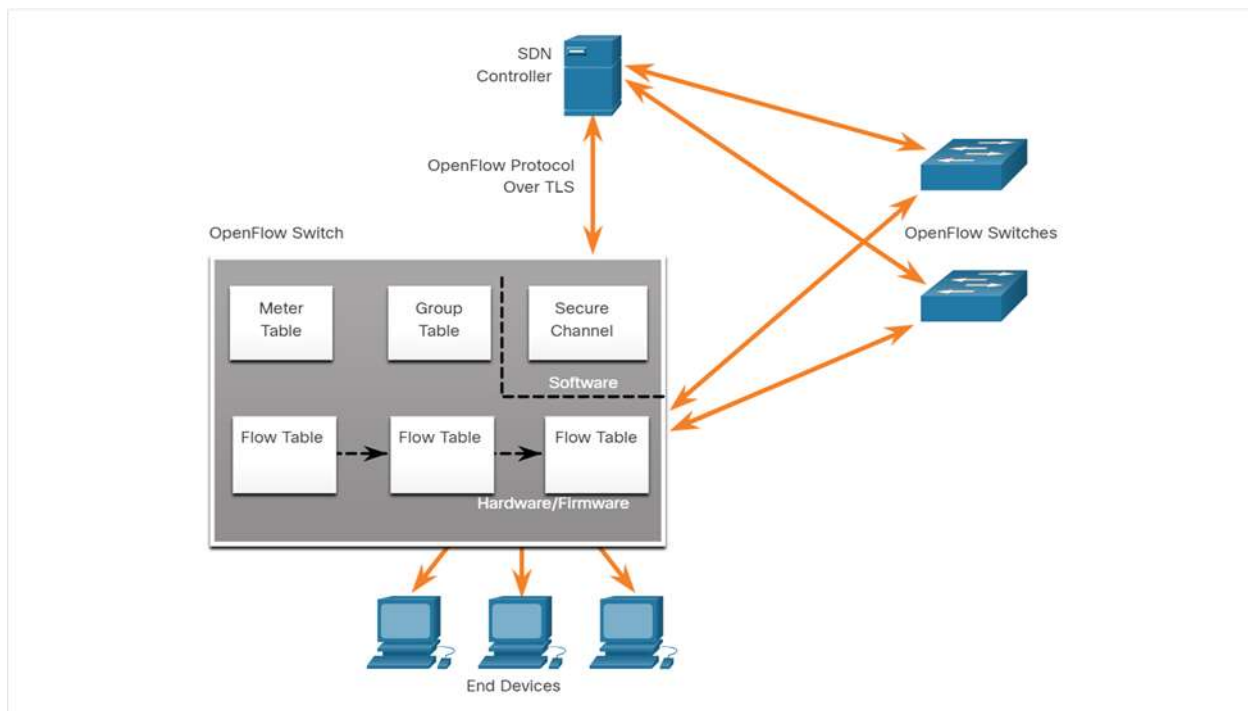 SDN
Controller
OpenFlow Protocol
Over TLS
OpenFlow Switch
OpenFlow Switches
Meter
Table
Group
Table
Secure
Channel
Software
Flow Table
Flow Table
Flow Table
Hardware/Firmware
End Devices